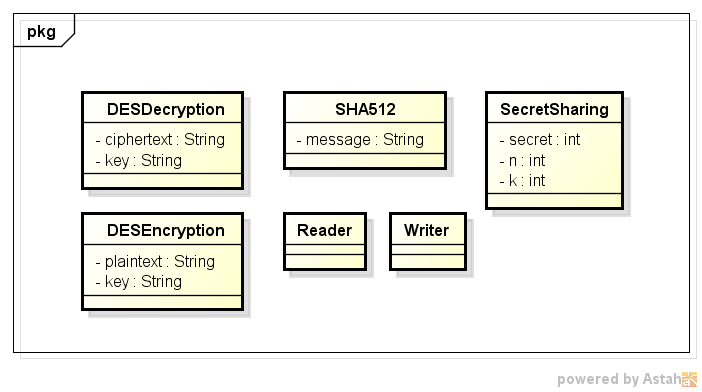 pkg
DESDecryption
- ciphertext : String
- key : String
SHA512
- message : String
SecretSharing
- secret : int
- n : int
- k : int
DESEncryption
- plaintext : String
- key : String
Reader
Writer
powered by Astah